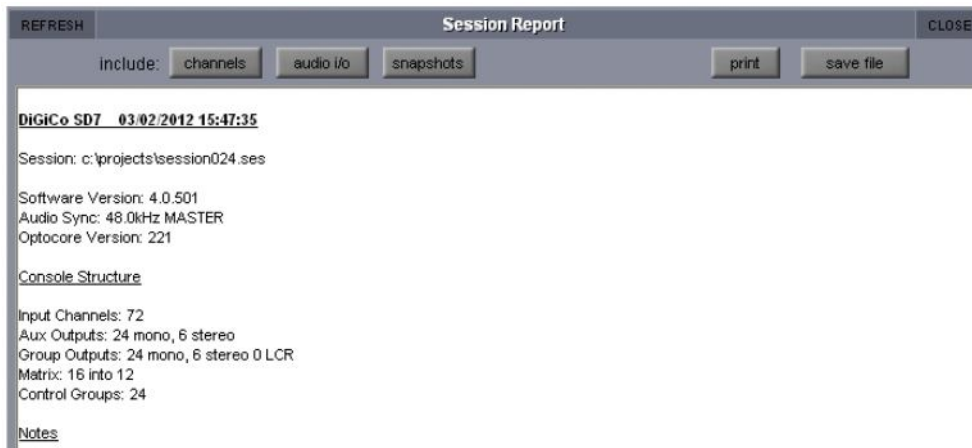 REFRESH Session Report CLOSE
include: channels audio i/o snapshots print save file
DiGiCo SD7 03/02/2012 15:47:35
Session: c:\projects\session024.ses
Software Version: 4.0.501
Audio Sync: 48.0kHz MASTER
Optocore Version: 221
Console Structure
Input Channels: 72
Aux Outputs: 24 mono, 6 stereo
Group Outputs: 24 mono, 6 stereo 0 LCR
Matrix: 16 into 12
Control Groups: 24
Notes